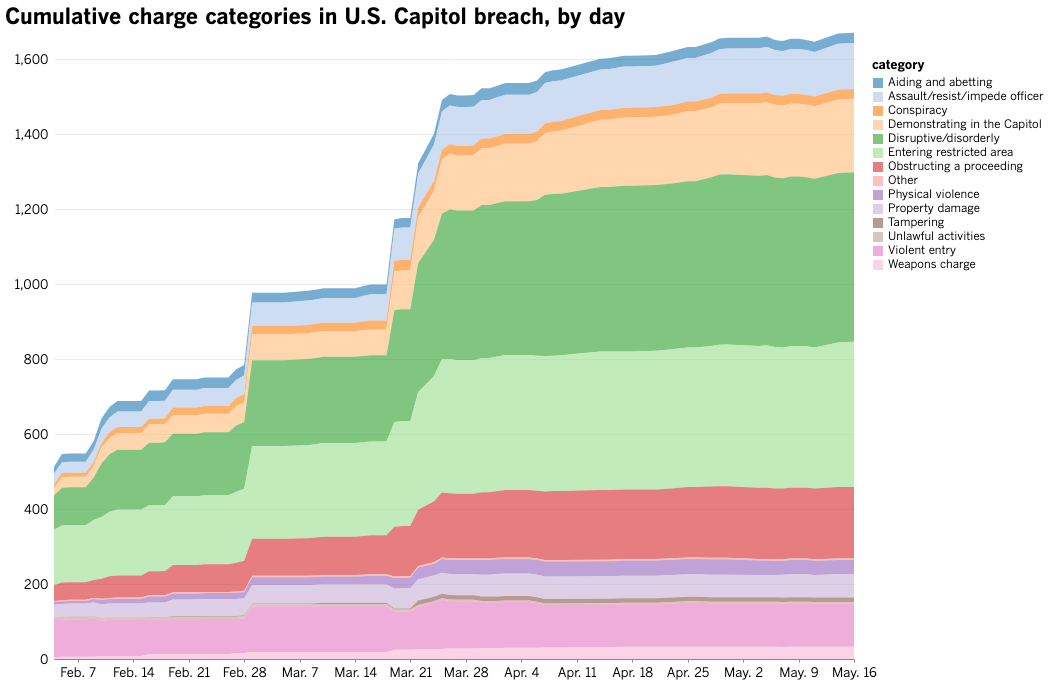 Cumulative charge categories in U.S. Capitol breach, by day
1,600
1,400
1,200
1,000
800
600
400
200
0
Feb. 7 Feb. 14 Feb. 21 Feb. 28 Mar. 7 Mar. 14 Mar. 21 Mar. 28 Apr. 4 Apr. 11 Apr. 18 Apr. 25 May. 2 May. 9 May. 16
category
Aiding and abetting
Assault/resist/impede officer
Conspiracy
Demonstrating in the Capitol
Disruptive/disorderly
Entering restricted area
Obstructing a proceeding
Other
Physical violence
Property damage
Tampering
Unlawful activities
Violent entry
Weapons charge